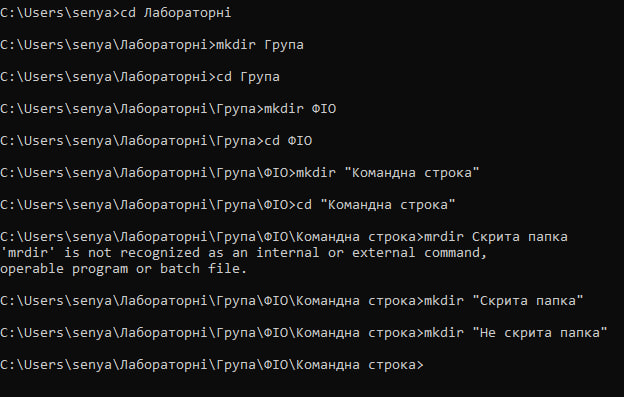 C:\Users\senya>cd Лабораторні
C:\Users\senya\Лабораторні>mkdir Група
C:\Users\senya\Лабораторні>cd Група
C:\Users\senya\Лабораторні\Група>mkdir ФІО
C:\Users\senya\Лабораторні\Група>cd ФІО
C:\Users\senya\Лабораторні\Група\ФІО>mkdir "Командна строка"
C:\Users\senya\Лабораторні\Група\ФІО>cd "Командна строка"
C:\Users\senya\Лабораторні\Група\ФІО\Командна строка>mrdir Скрита папка
'mrdir' is not recognized as an internal or external command,
operable program or batch file.
C:\Users\senya\Лабораторні\Група\ФІО\Командна строка>mkdir "Скрита папка"
C:\Users\senya\Лабораторні\Група\ФІО\Командна строка>mkdir "Не скрита папка"
C:\Users\senya\Лабораторні\Група\ФІО\Командна строка>